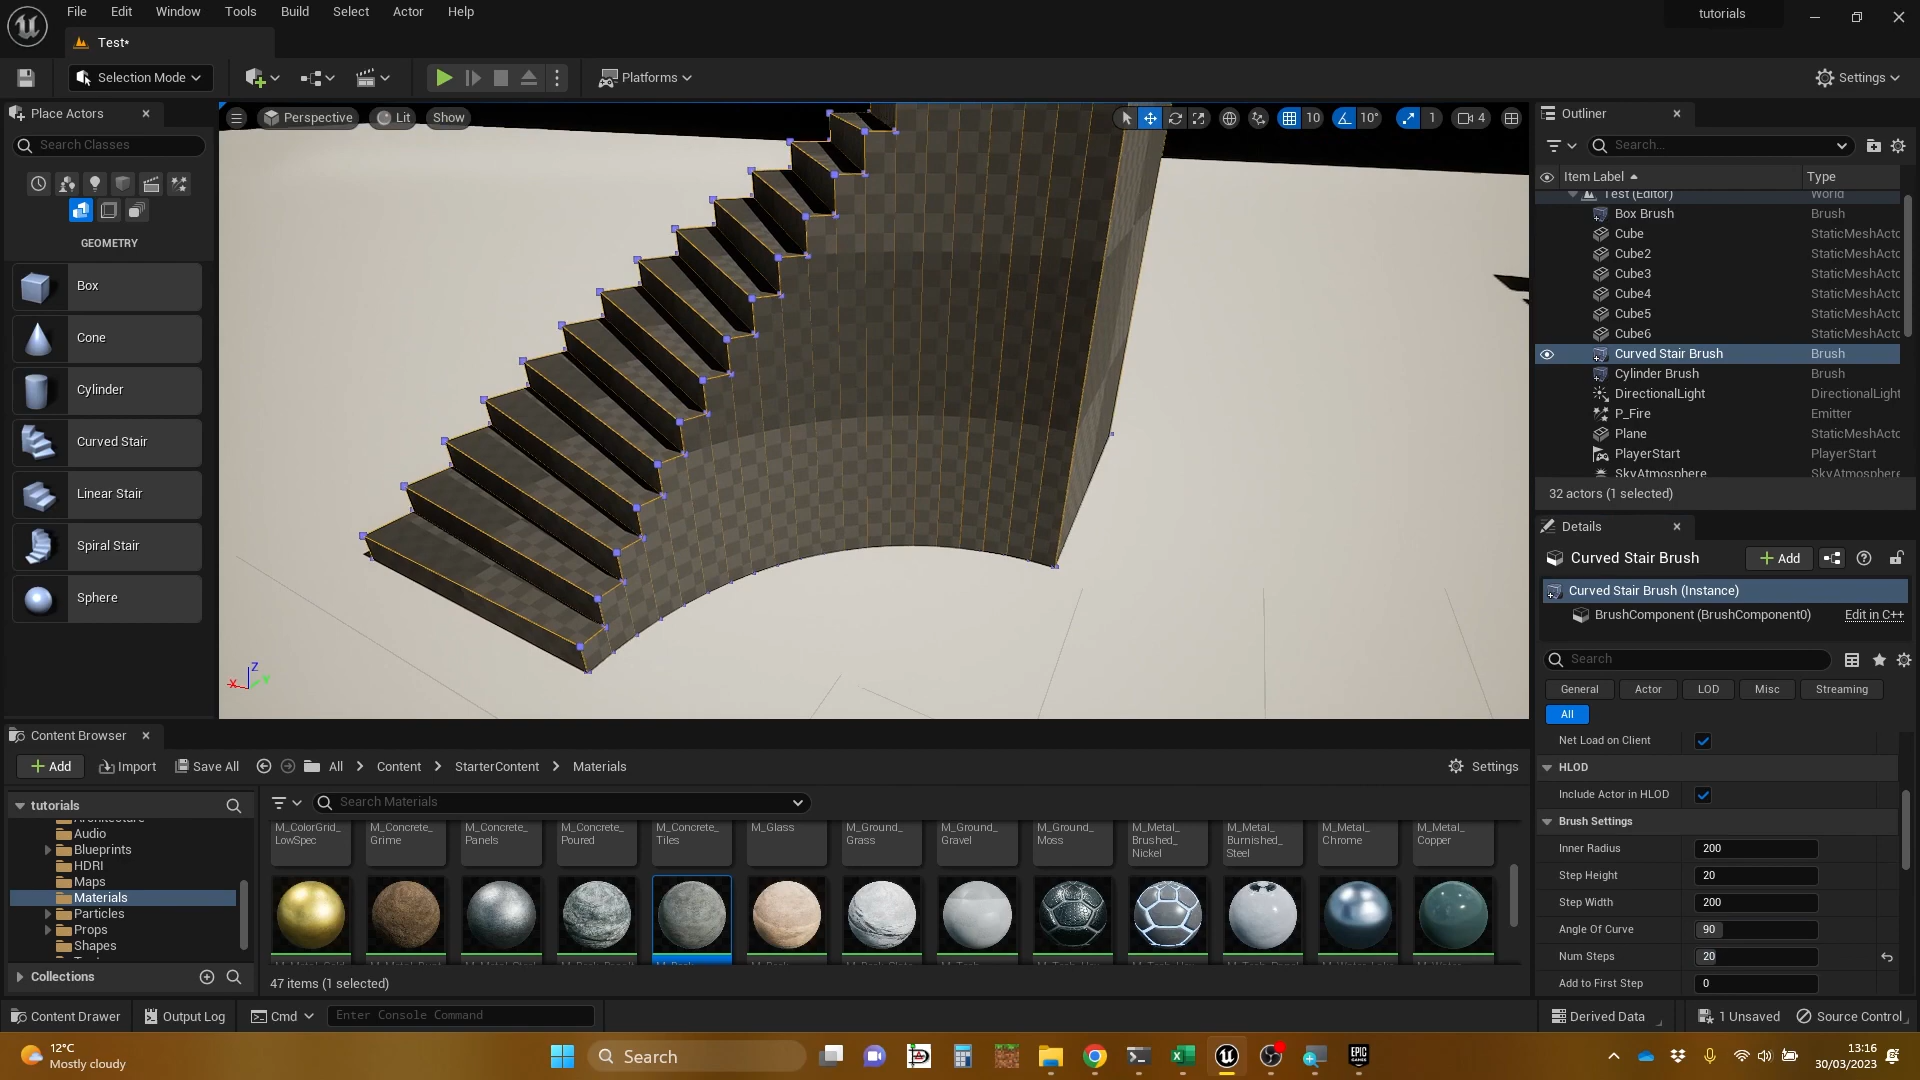 File Edit Window Tools Build Select Actor Help
tutorials
Test*
Selection Mode
Platforms
Settings
Place Actors
Search Classes
GEOMETRY
Box
Cone
Cylinder
Curved Stair
Linear Stair
Spiral Stair
Sphere
Perspective Lit Show
10 10° 1 4
Z
X Y
Outliner
Search...
Item Label Type
Test (Editor) World
Box Brush Brush
Cube StaticMeshActo
Cube2 StaticMeshActo
Cube3 StaticMeshActo
Cube4 StaticMeshActo
Cube5 StaticMeshActo
Cube6 StaticMeshActo
Curved Stair Brush Brush
Cylinder Brush Brush
DirectionalLight DirectionalLight
P_Fire Emitter
Plane StaticMeshActo
PlayerStart PlayerStart
SkyAtmosphere SkyAtmosphere
32 actors (1 selected)
Details
Curved Stair Brush Add
Curved Stair Brush (Instance)
BrushComponent (BrushComponent0) Edit in C++
Search
General Actor LOD Misc Streaming
All
Net Load on Client
HLOD
Include Actor in HLOD
Brush Settings
Inner Radius 200
Step Height 20
Step Width 200
Angle Of Curve 90
Num Steps 20
Add to First Step 0
Content Browser
Add Import Save All All Content StarterContent Materials Settings
tutorials
Audio
Blueprints
HDRI
Maps
Materials
Particles
Props
Shapes
Collections
Search Materials
M_ColorGrid_ M_Concrete_ M_Concrete_ M_Concrete_ M_Concrete_ M_Glass M_Ground_ M_Ground_ M_Ground_ M_Metal_ M_Metal_ M_Metal_ M_Metal_
LowSpec Grime Panels Poured Tiles Grass Gravel Moss Brushed_ Burnished_ Chrome Copper
Nickel Steel
47 items (1 selected)
Content Drawer Output Log Cmd Enter Console Command Derived Data 1 Unsaved Source Control
12°C
Mostly cloudy
Search
EPIC
GAMES
13:16
30/03/2023